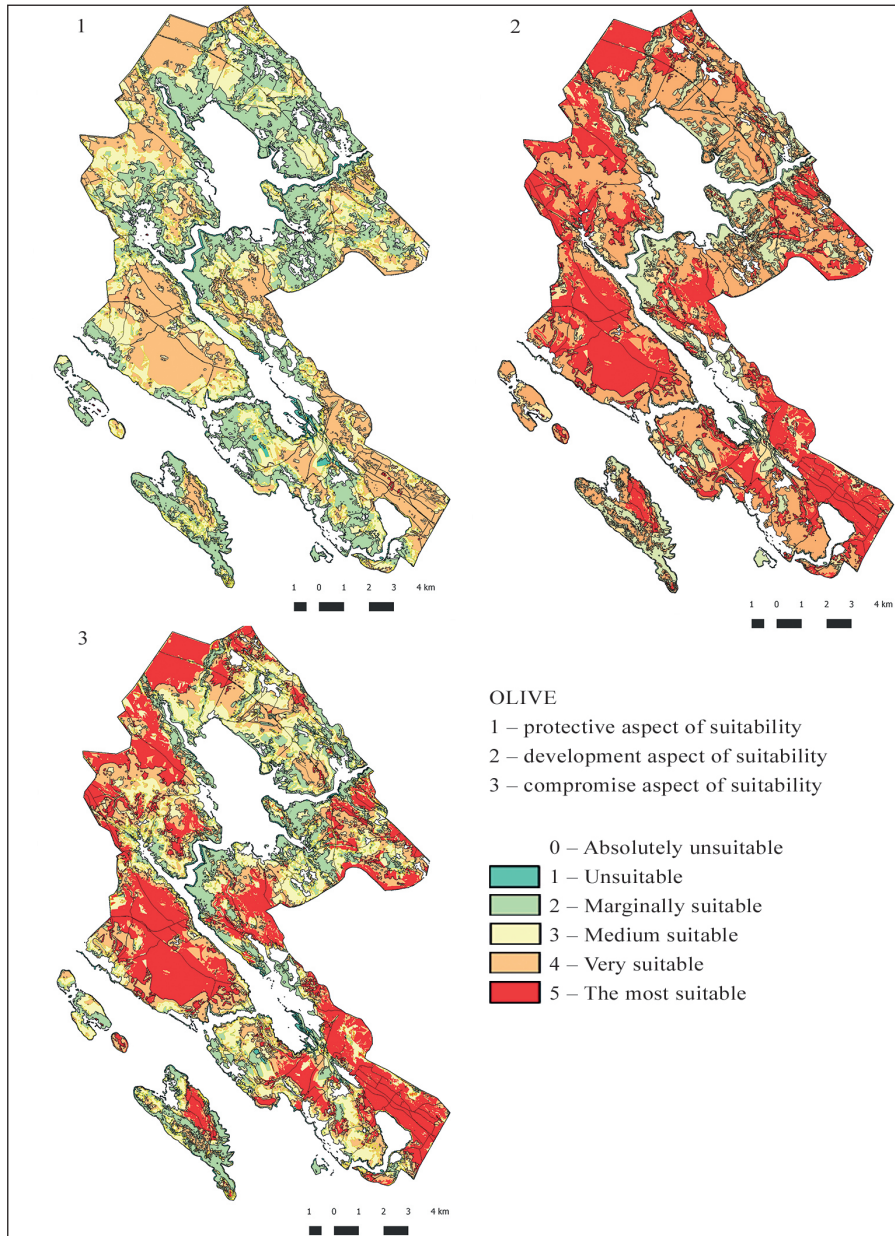 1
2
1 0 1 2 3 4 km
1 0 1 2 3 4 km
3
OLIVE
1 – protective aspect of suitability
2 – development aspect of suitability
3 – compromise aspect of suitability
0 – Absolutely unsuitable
1 – Unsuitable
2 – Marginally suitable
3 – Medium suitable
4 – Very suitable
5 – The most suitable
1 0 1 2 3 4 km